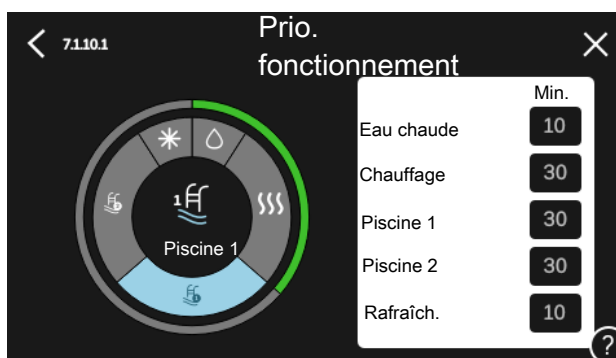 7.1.10.1
Prio.
fonctionnement
Min.
Eau chaude 10
Chauffage 30
Piscine 1 30
Piscine 2 30
Rafraîch. 10
1
Piscine 1
?